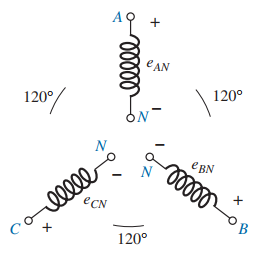 A +
e_AN
120° 120°
N −
N − −
N
e_BN
e_CN
C + + B
120°